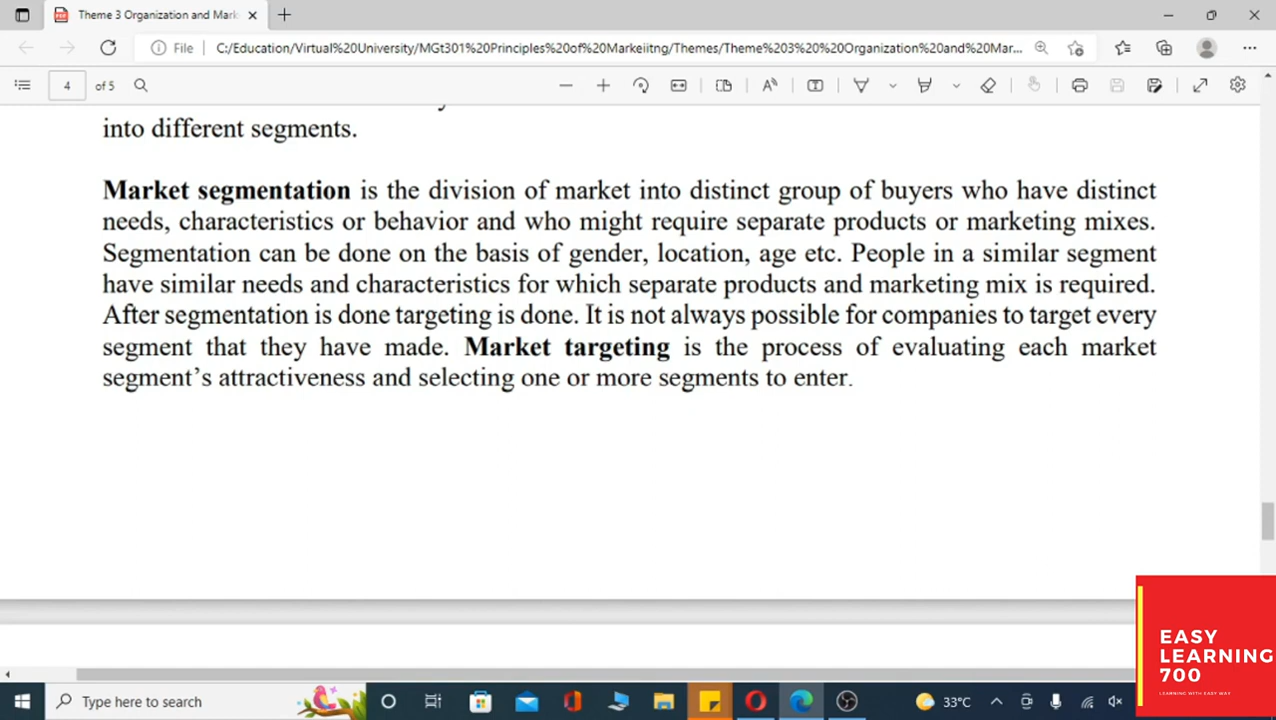 Theme 3 Organization and Mark
File
C:/Education/Virtual%20University/MGt301%20Principles%20of%20Markeiitng/Themes/Theme%203%20%20Organization%20and%20Mar...
4 of 5
into different segments.
Market segmentation is the division of market into distinct group of buyers who have distinct
needs, characteristics or behavior and who might require separate products or marketing mixes.
Segmentation can be done on the basis of gender, location, age etc. People in a similar segment
have similar needs and characteristics for which separate products and marketing mix is required.
After segmentation is done targeting is done. It is not always possible for companies to target every
segment that they have made. Market targeting is the process of evaluating each market
segment's attractiveness and selecting one or more segments to enter.
EASY
LEARNING
700
LEARNING WITH EASY WAY
Type here to search
33°C